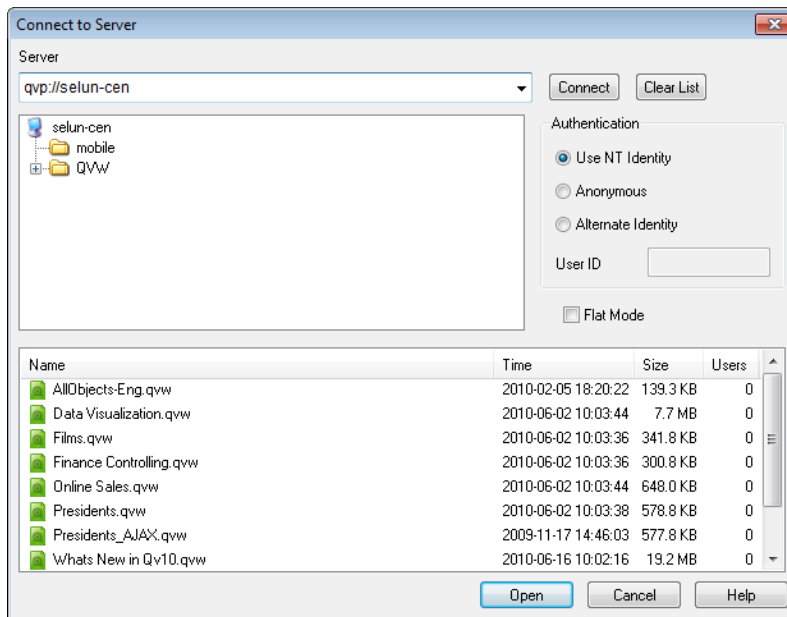 Connect to Server
Server
qvp://selun-cen
Connect
Clear List
selun-cen
mobile
QVW
Authentication
Use NT Identity
Anonymous
Alternate Identity
User ID
Flat Mode
Name Time Size Users
AllObjects-Eng.qvw 2010-02-05 18:20:22 139.3 KB 0
Data Visualization.qvw 2010-06-02 10:03:44 7.7 MB 0
Films.qvw 2010-06-02 10:03:36 341.8 KB 0
Finance Controlling.qvw 2010-06-02 10:03:36 300.8 KB 0
Online Sales.qvw 2010-06-02 10:03:44 648.0 KB 0
Presidents.qvw 2010-06-02 10:03:38 578.8 KB 0
Presidents_AJAX.qvw 2009-11-17 14:46:03 577.8 KB 0
Whats New in Qv10.qvw 2010-06-16 10:02:16 19.2 MB 0
Open Cancel Help